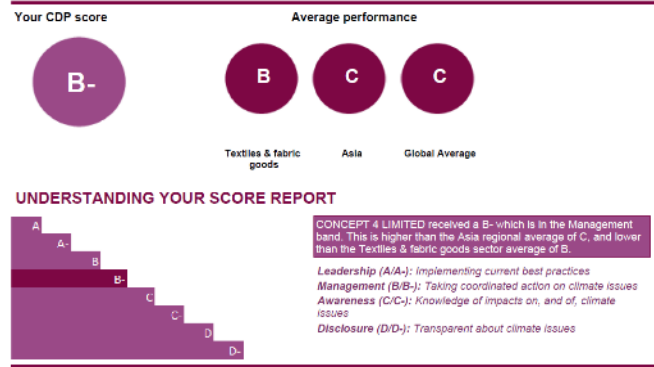 Your CDP score
Average performance
B-
B
C
C
Textiles & fabric
goods
Asia
Global Average
UNDERSTANDING YOUR SCORE REPORT
A
A-
B
B-
C
C-
D
D-
CONCEPT 4 LIMITED received a B- which is in the Management
band. This is higher than the Asia regional average of C, and lower
than the Textiles & fabric goods sector average of B.
Leadership (A/A-): Implementing current best practices
Management (B/B-): Taking coordinated action on climate issues
Awareness (C/C-): Knowledge of impacts on, and of, climate
issues
Disclosure (D/D-): Transparent about climate issues